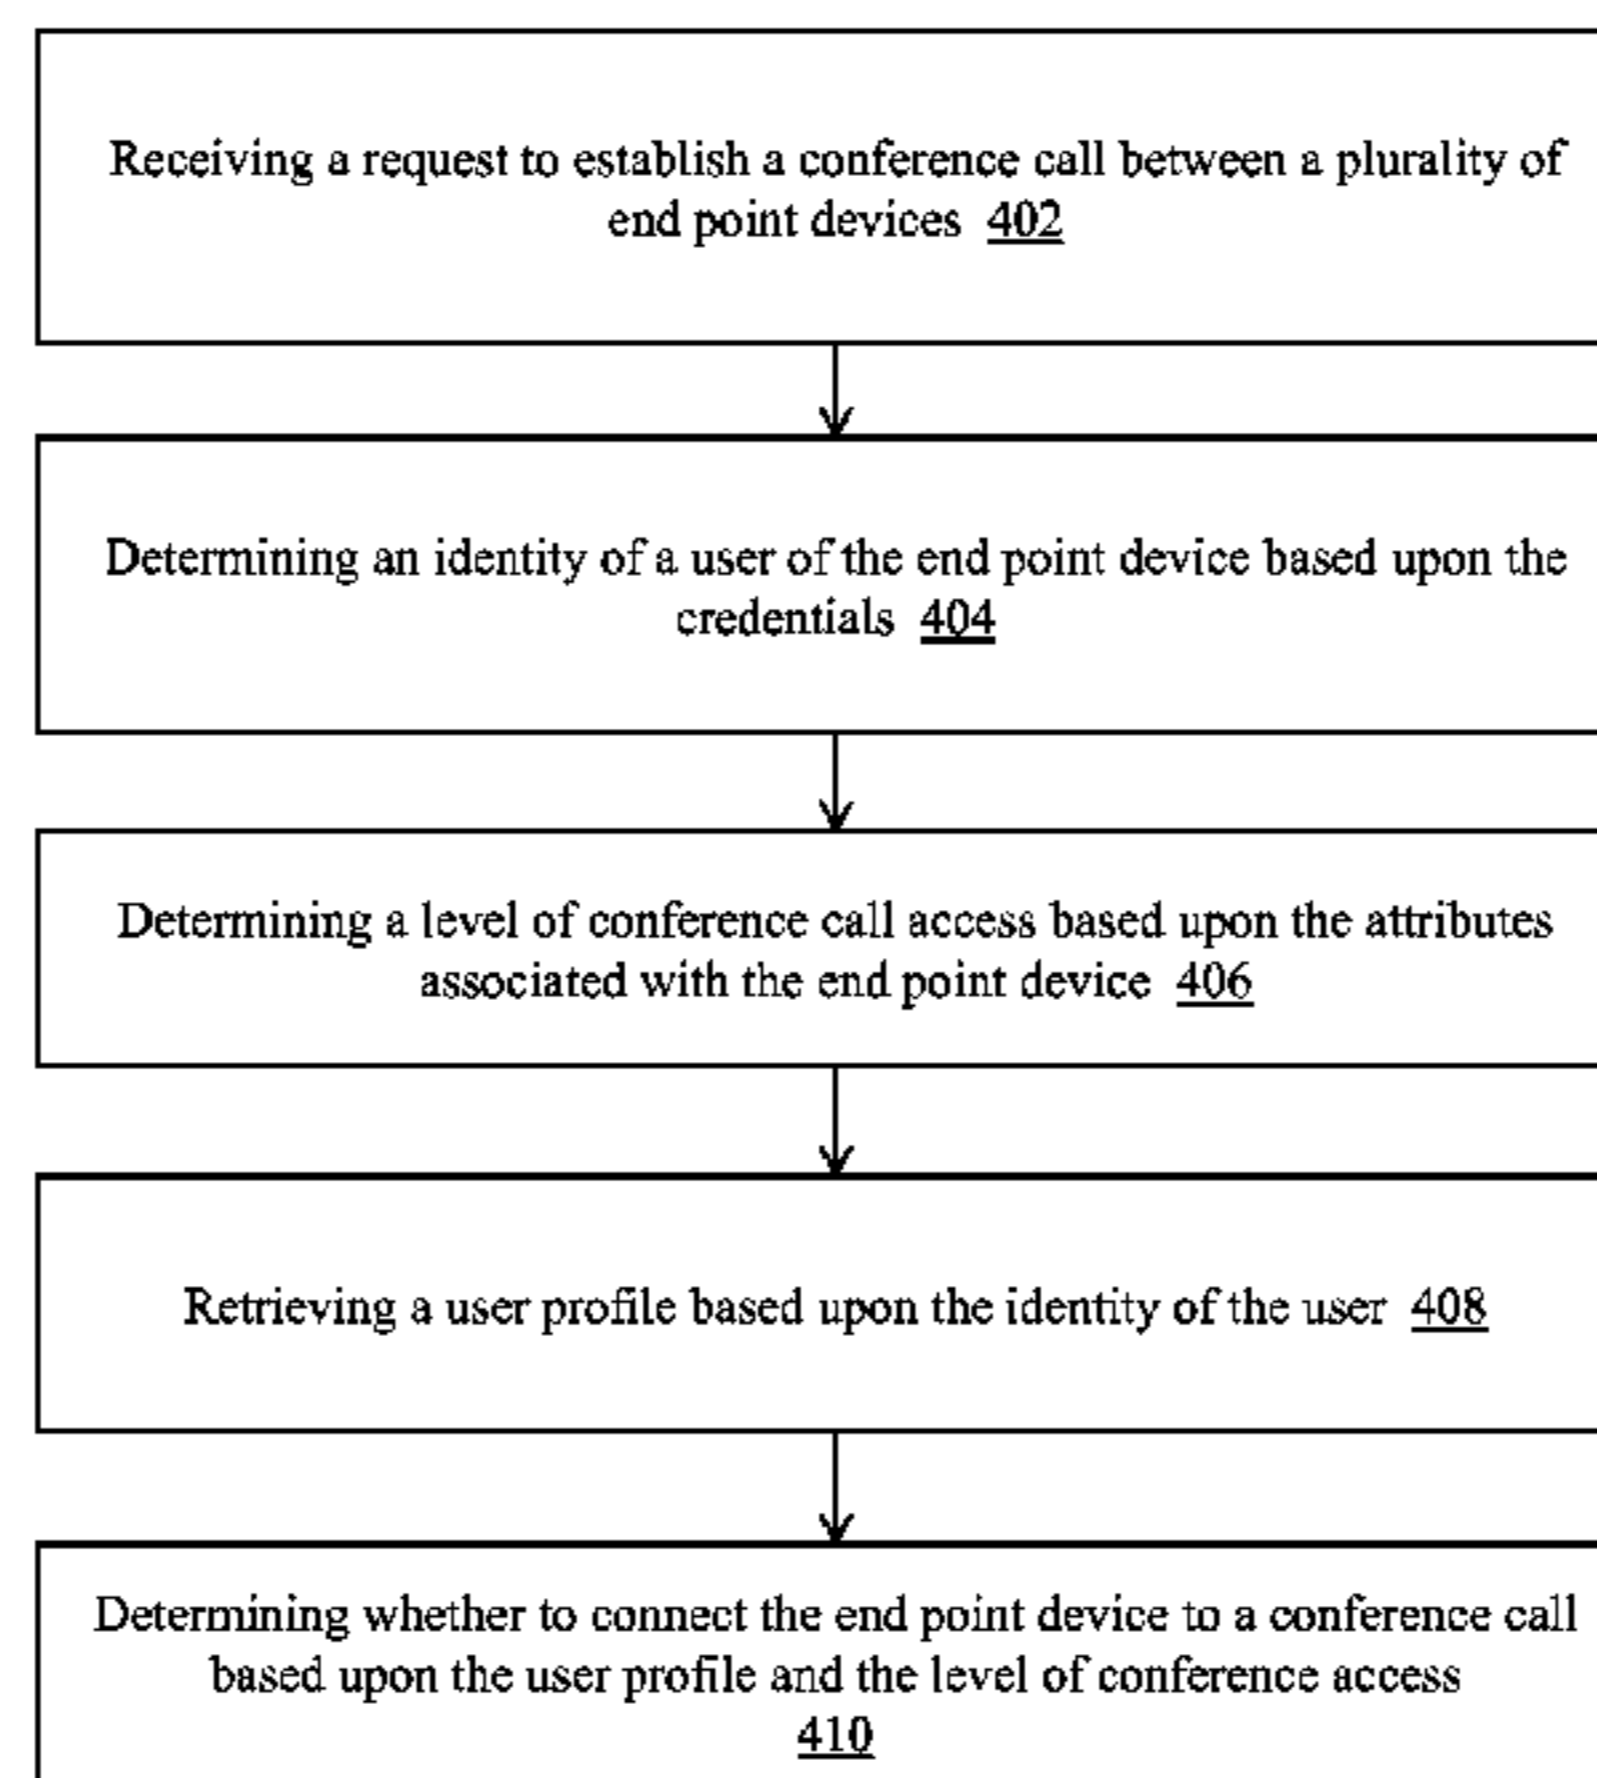 Receiving a request to establish a conference call between a plurality of
end point devices 402
Determining an identity of a user of the end point device based upon the
credentials 404
Determining a level of conference call access based upon the attributes
associated with the end point device 406
Retrieving a user profile based upon the identity of the user 408
Determining whether to connect the end point device to a conference call
based upon the user profile and the level of conference access
410